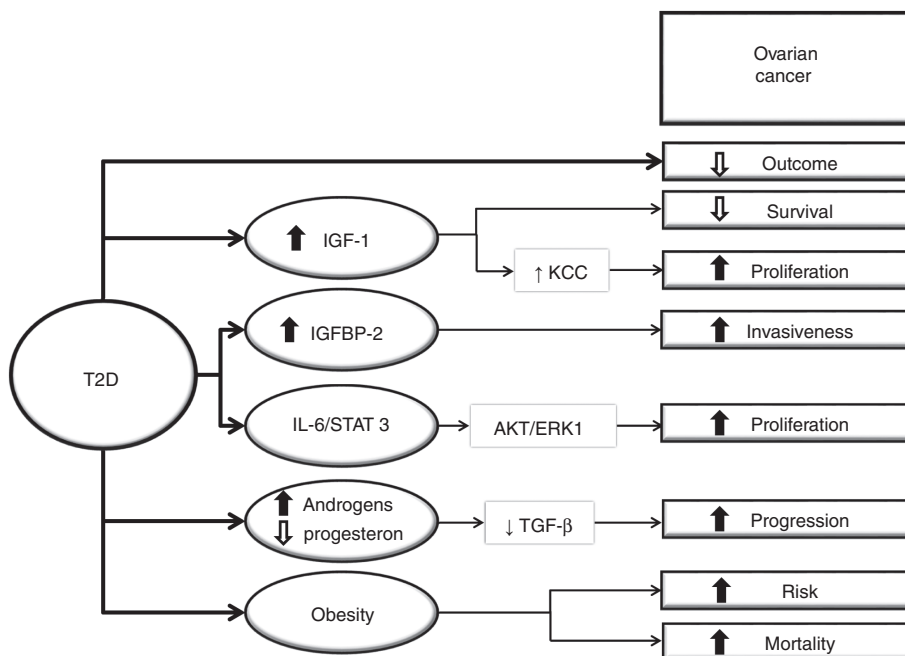 Ovarian
cancer
Outcome
↑ IGF-1
Survival
↑ KCC
Proliferation
T2D
IGFBP-2
Invasiveness
IL-6/STAT 3
AKT/ERK1
Proliferation
Androgens
progesteron
↓ TGF-β
Progression
Obesity
Risk
Mortality